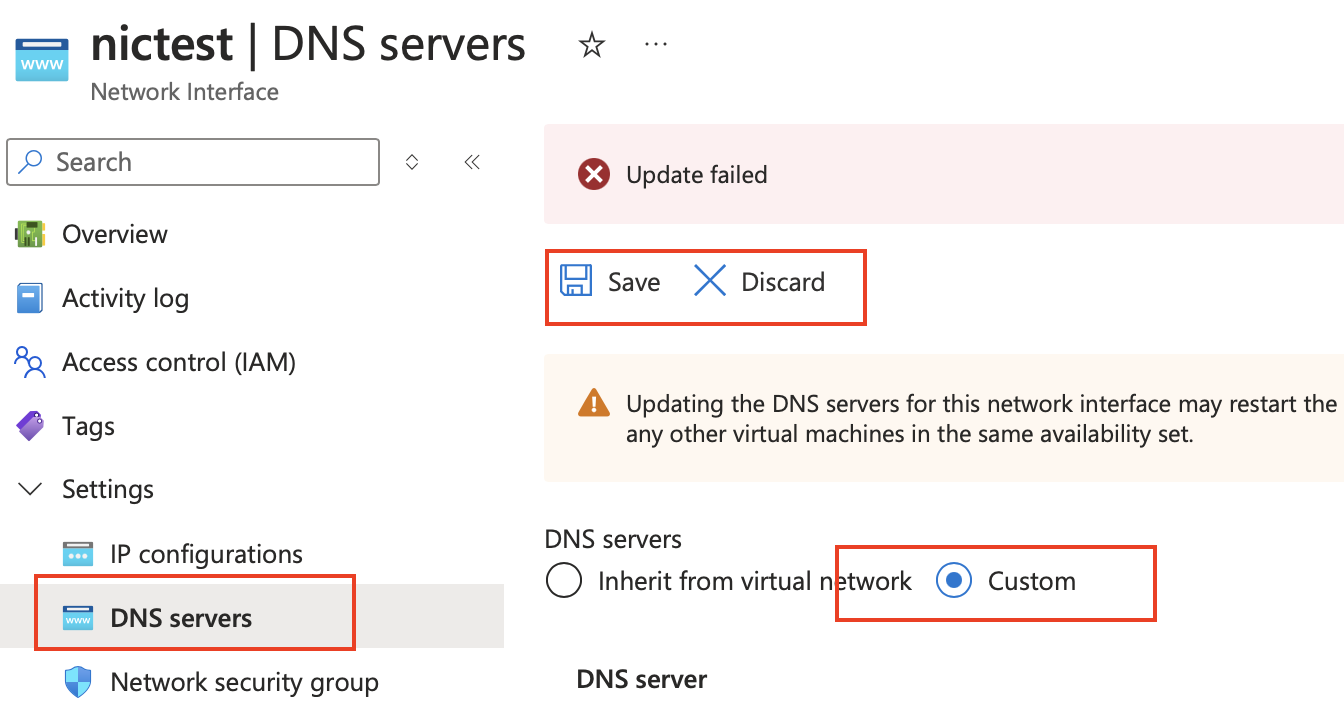 nictest | DNS servers
Network Interface
Search
Overview
Activity log
Access control (IAM)
Tags
Settings
IP configurations
DNS servers
Network security group
Update failed
Save Discard
Updating the DNS servers for this network interface may restart the
any other virtual machines in the same availability set.
DNS servers
Inherit from virtual network Custom
DNS server
www
www